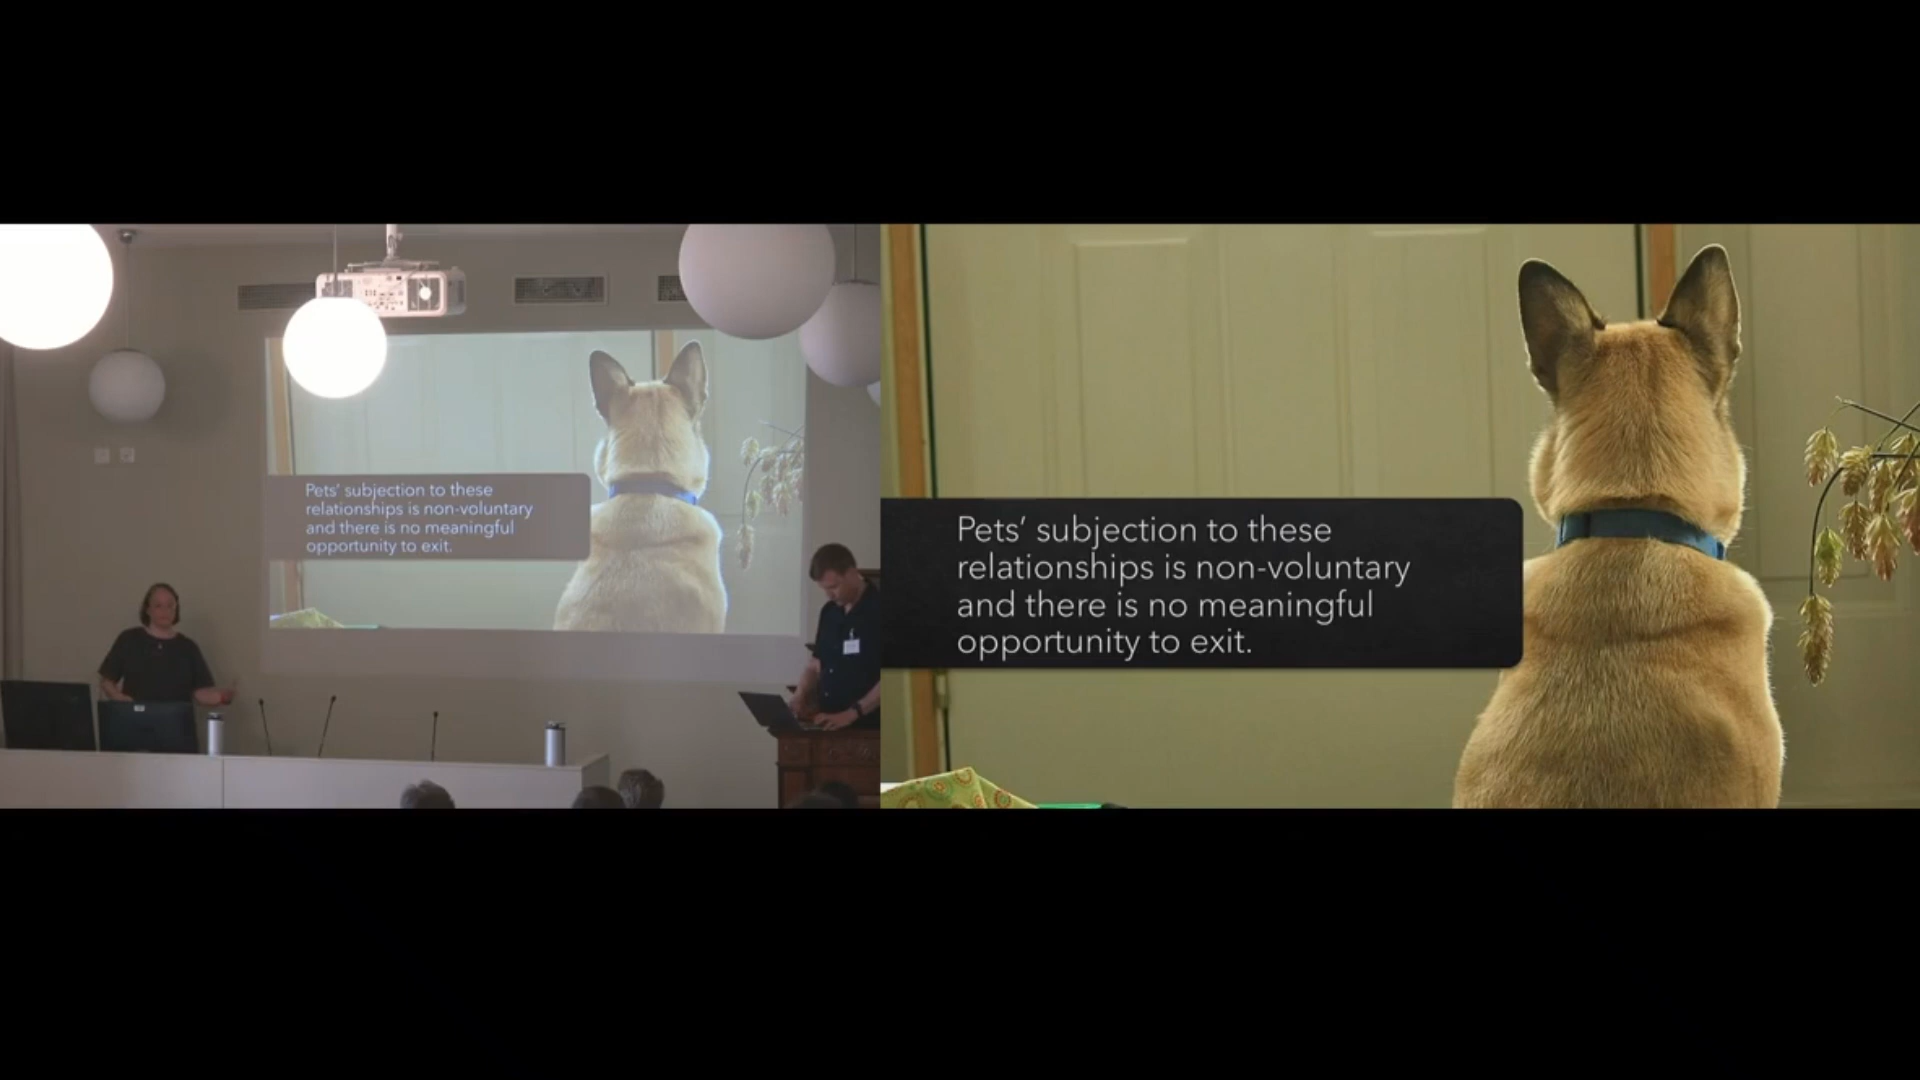 Pets’ subjection to these
relationships is non-voluntary
and there is no meaningful
opportunity to exit.
Pets’ subjection to these
relationships is non-voluntary
and there is no meaningful
opportunity to exit.